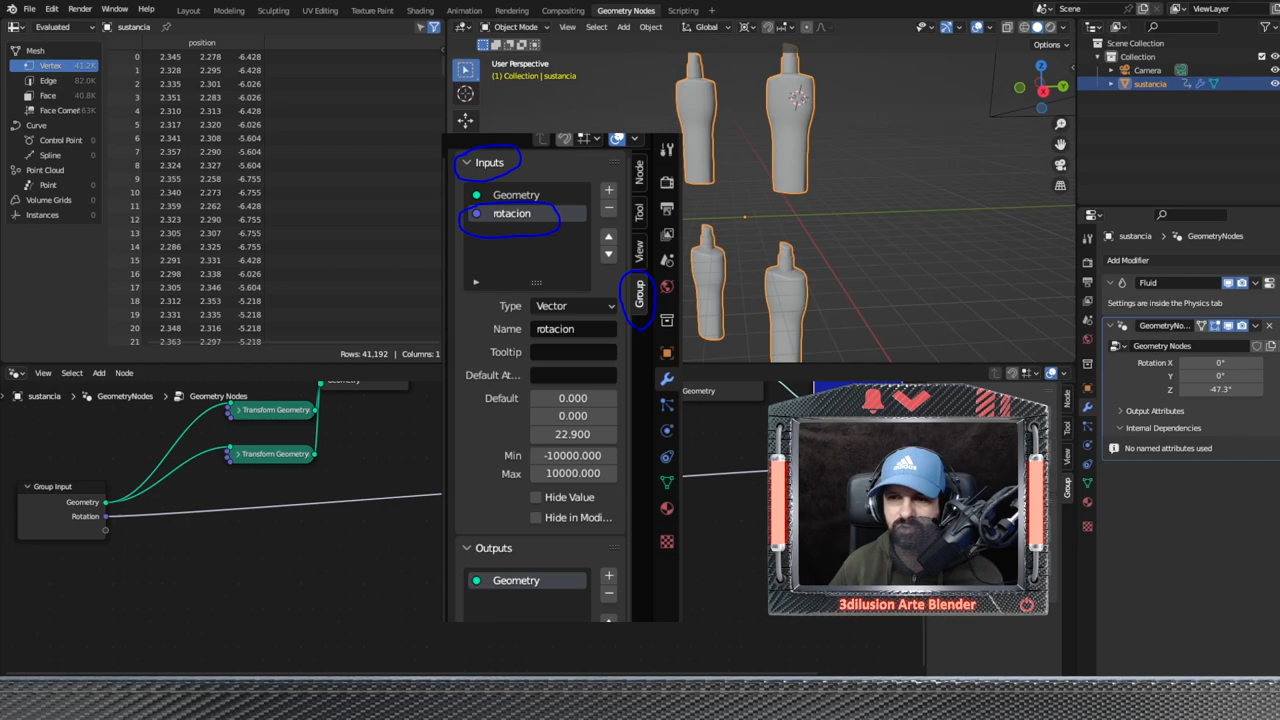 File Edit Render Window Help Layout Modeling Sculpting UV Editing Texture Paint Shading Animation Rendering Compositing Geometry Nodes Scripting Scene ViewLayer
Evaluated sustancia
Object Mode View Select Add Object Global
Options
Mesh
Vertex 41.2K
Edge 82.0K
Face 40.8K
Face Corner 63K
Curve
Control Point
Spline
Point Cloud
Point
Volume Grids
Instances
position
0 2.345 2.278 -6.428
1 2.328 2.295 -6.428
2 2.335 2.301 -6.026
3 2.351 2.283 -6.026
4 2.310 2.313 -6.428
5 2.317 2.320 -6.026
6 2.341 2.308 -5.604
7 2.357 2.290 -5.604
8 2.324 2.327 -5.604
9 2.355 2.258 -6.755
10 2.340 2.273 -6.755
11 2.359 2.262 -6.428
12 2.323 2.290 -6.755
13 2.305 2.307 -6.755
14 2.286 2.325 -6.755
15 2.291 2.331 -6.428
16 2.298 2.338 -6.026
17 2.305 2.346 -5.604
18 2.312 2.353 -5.218
19 2.331 2.335 -5.218
20 2.348 2.316 -5.218
21 2.363 2.297 -5.218
Rows: 41,192 | Columns: 1
User Perspective
(1) Collection | sustancia
Inputs
Geometry
rotacion
Type Vector
Name rotacion
Tooltip
Default At...
Default 0.000
0.000
22.900
Min -10000.000
Max 10000.000
Hide Value
Hide in Modi...
Outputs
Geometry
Node
Tool
View
Group
View Select Add Node
sustancia > GeometryNodes > Geometry Nodes
Transform Geometry
Transform Geometry
Group Input
Geometry
Rotation
Geometry
Node
Tool
View
Group
3dilusion Arte Blender
Scene Collection
Collection
Camera
sustancia
sustancia > GeometryNodes
Add Modifier
Fluid
Settings are inside the Physics tab
GeometryNo...
Geometry Nodes
Rotation X 0°
Y 0°
Z -47.3°
Output Attributes
Internal Dependencies
No named attributes used